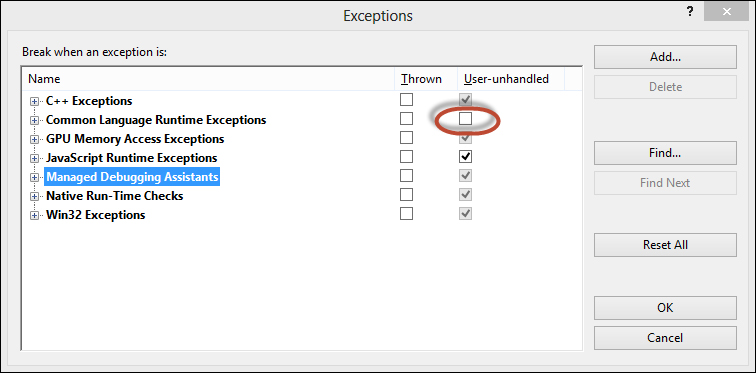 Exceptions
?
Break when an exception is:
Name Thrown User-unhandled
C++ Exceptions
Common Language Runtime Exceptions
GPU Memory Access Exceptions
JavaScript Runtime Exceptions
Managed Debugging Assistants
Native Run-Time Checks
Win32 Exceptions
Add...
Delete
Find...
Find Next
Reset All
OK
Cancel